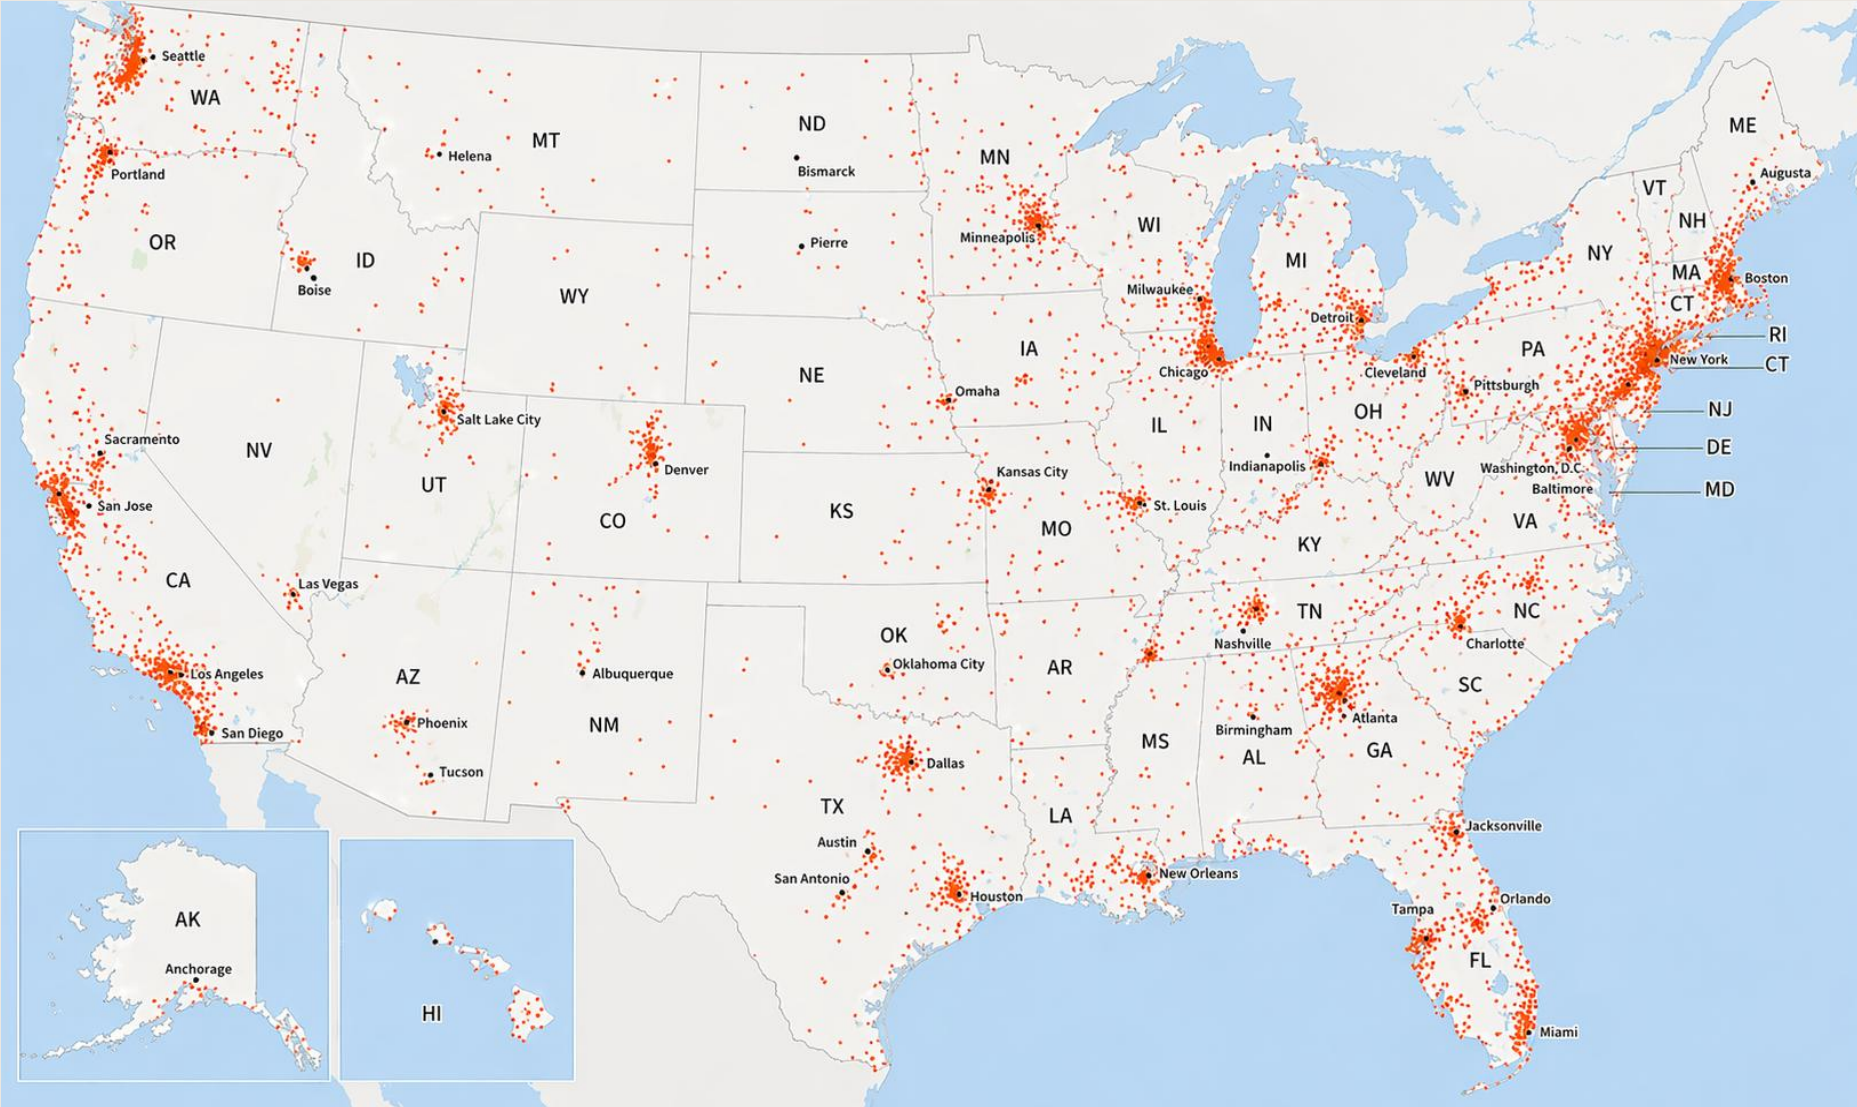 Seattle
WA
ME
ND
MT
MN
Helena
Bismarck
Portland
Augusta
VT
NH
WI
OR
Pierre
Minneapolis
NY
ID
MI
MA
Boston
Boise
Milwaukee
WY
CT
Detroit
RI
IA
PA
New York
CT
NE
Chicago
Cleveland
Pittsburgh
Omaha
OH
NJ
Salt Lake City
IL
IN
Sacramento
NV
DE
Denver
Indianapolis
Washington, D.C.
Kansas City
WV
UT
Baltimore
MD
San Jose
St. Louis
KS
CO
MO
VA
KY
CA
Las Vegas
TN
NC
OK
Nashville
Charlotte
Oklahoma City
AR
Los Angeles
Albuquerque
AZ
SC
Phoenix
Atlanta
NM
Birmingham
San Diego
MS
GA
AL
Dallas
Tucson
TX
LA
Jacksonville
Austin
New Orleans
San Antonio
Houston
Orlando
Tampa
AK
FL
Anchorage
HI
Miami